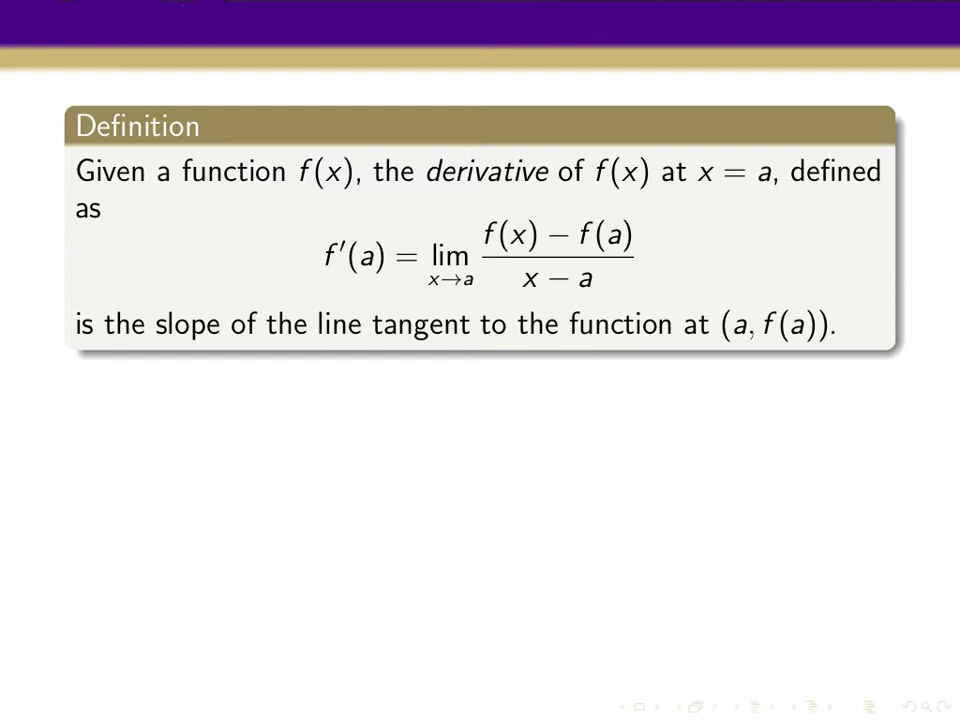 Definition
Given a function f(x), the derivative of f(x) at x = a, defined
as
f′(a) = lim_{x→a} \frac{f(x) − f(a)}{x − a}
is the slope of the line tangent to the function at (a, f(a)).